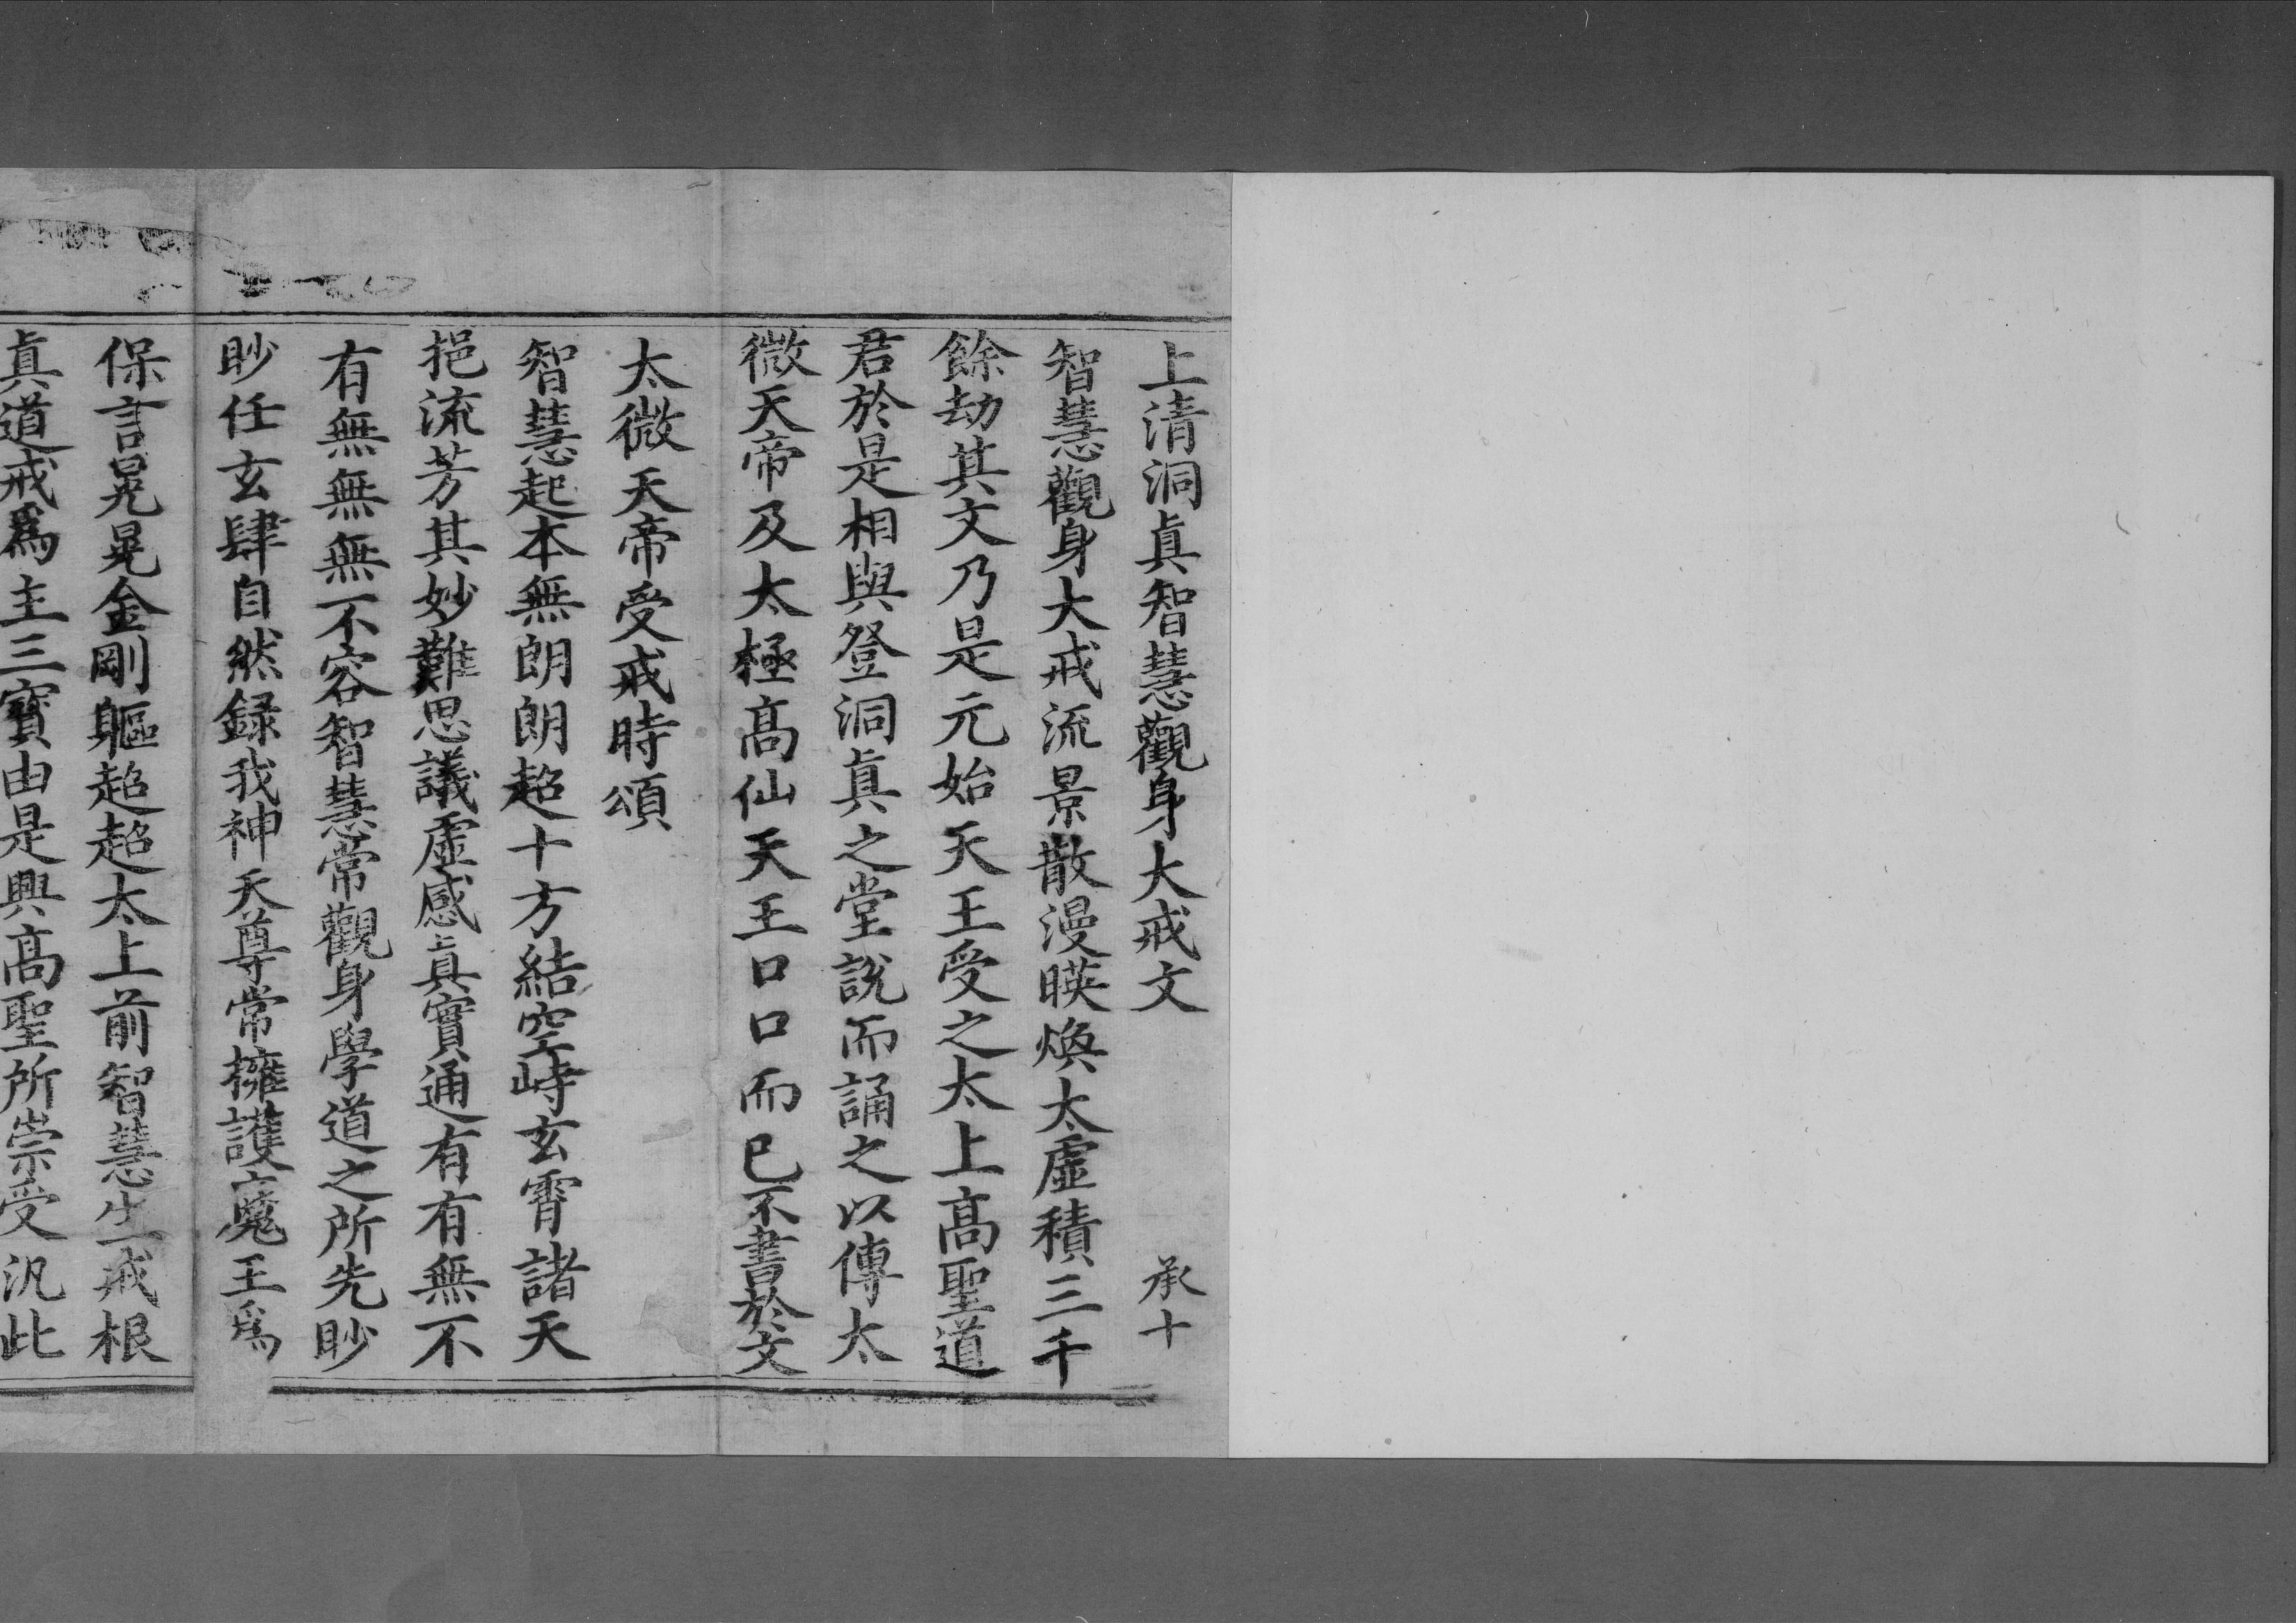 上清洞真智慧觀身大戒文 承十
智慧觀身大戒流景散漫暎煥太虛積三千
餘劫其文乃是元始天王受之太上高聖道
君於是相與登洞真之堂說而誦之以傳太
微天帝及太極高仙天王口口而已不書於文
太微天帝受戒時頌
智慧起本無朗朗超十方結空峙玄霄諸天
挹流芳其妙難思議虛感真實通有有無不
有無無無不容智慧常觀身學道之所先眇
眇任玄肆自然録我神天尊常擁護魔王爲
保言晃晃金剛軀超超太上前智慧生戒根
真道戒爲主三寶由是興高聖所崇受汎此